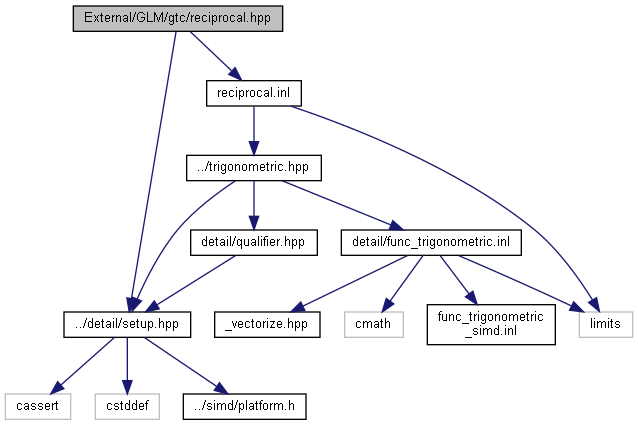 External/GLM/gtc/reciprocal.hpp
reciprocal.inl
../trigonometric.hpp
detail/qualifier.hpp
detail/func_trigonometric.inl
../detail/setup.hpp
_vectorize.hpp
cmath
func_trigonometric
_simd.inl
limits
cassert
cstddef
../simd/platform.h